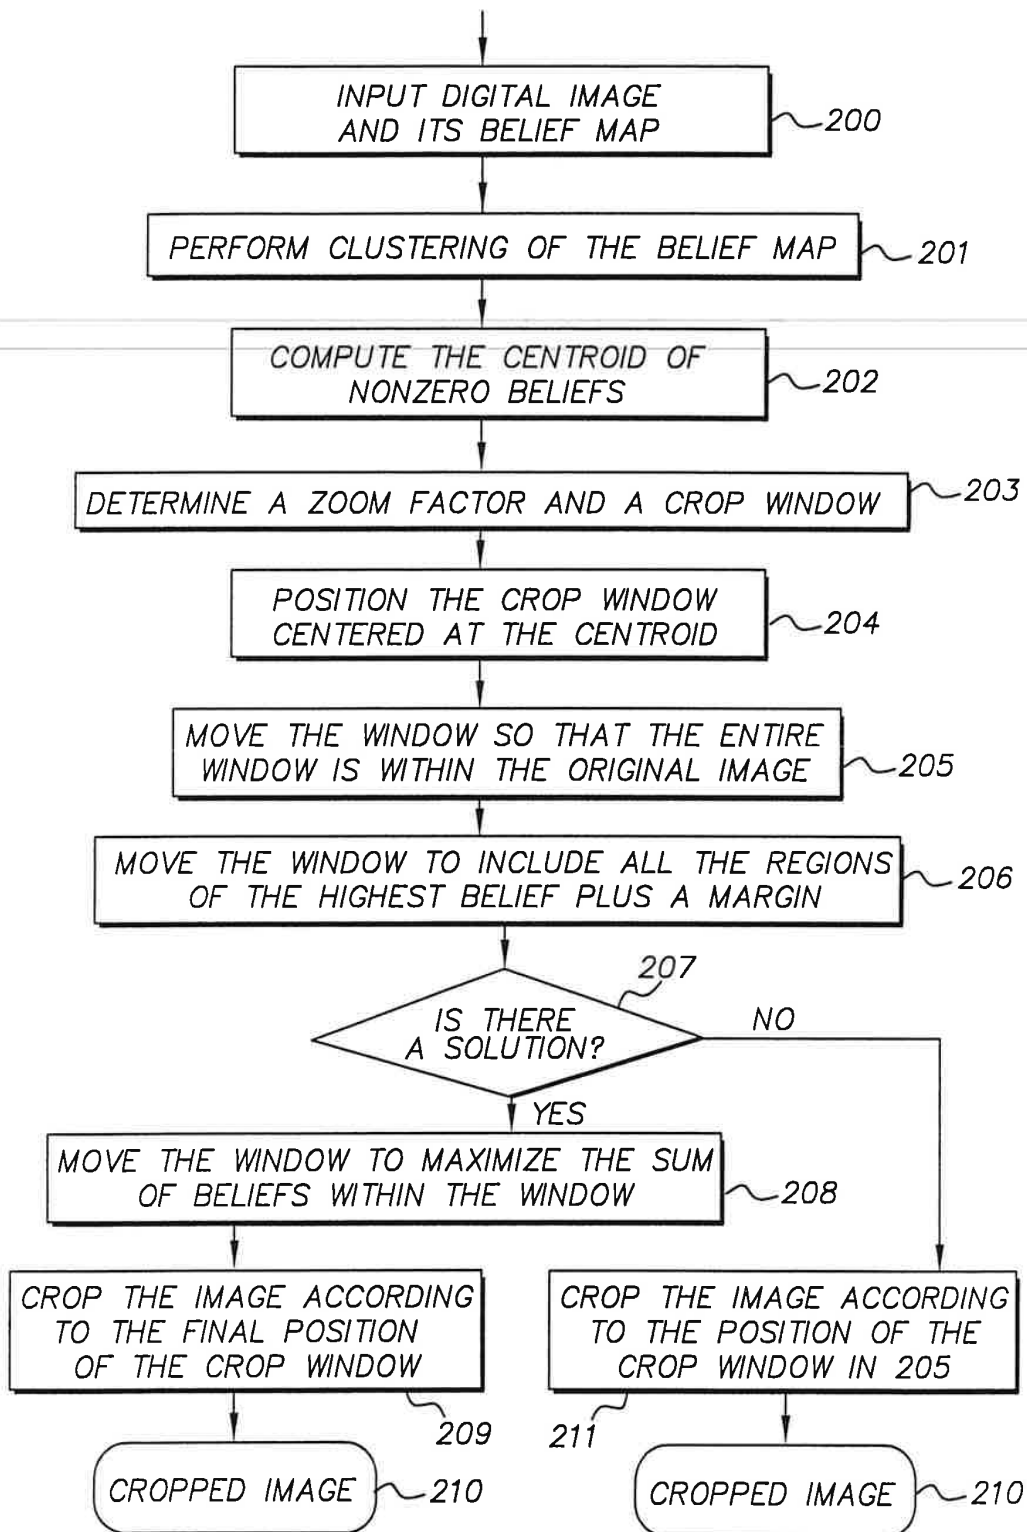 INPUT DIGITAL IMAGE
AND ITS BELIEF MAP
200
PERFORM CLUSTERING OF THE BELIEF MAP
201
COMPUTE THE CENTROID OF
NONZERO BELIEFS
202
DETERMINE A ZOOM FACTOR AND A CROP WINDOW
203
POSITION THE CROP WINDOW
CENTERED AT THE CENTROID
204
MOVE THE WINDOW SO THAT THE ENTIRE
WINDOW IS WITHIN THE ORIGINAL IMAGE
205
MOVE THE WINDOW TO INCLUDE ALL THE REGIONS
OF THE HIGHEST BELIEF PLUS A MARGIN
206
207
IS THERE
A SOLUTION?
NO
YES
MOVE THE WINDOW TO MAXIMIZE THE SUM
OF BELIEFS WITHIN THE WINDOW
208
CROP THE IMAGE ACCORDING
TO THE FINAL POSITION
OF THE CROP WINDOW
209
CROP THE IMAGE ACCORDING
TO THE POSITION OF THE
CROP WINDOW IN 205
211
CROPPED IMAGE
210
CROPPED IMAGE
210